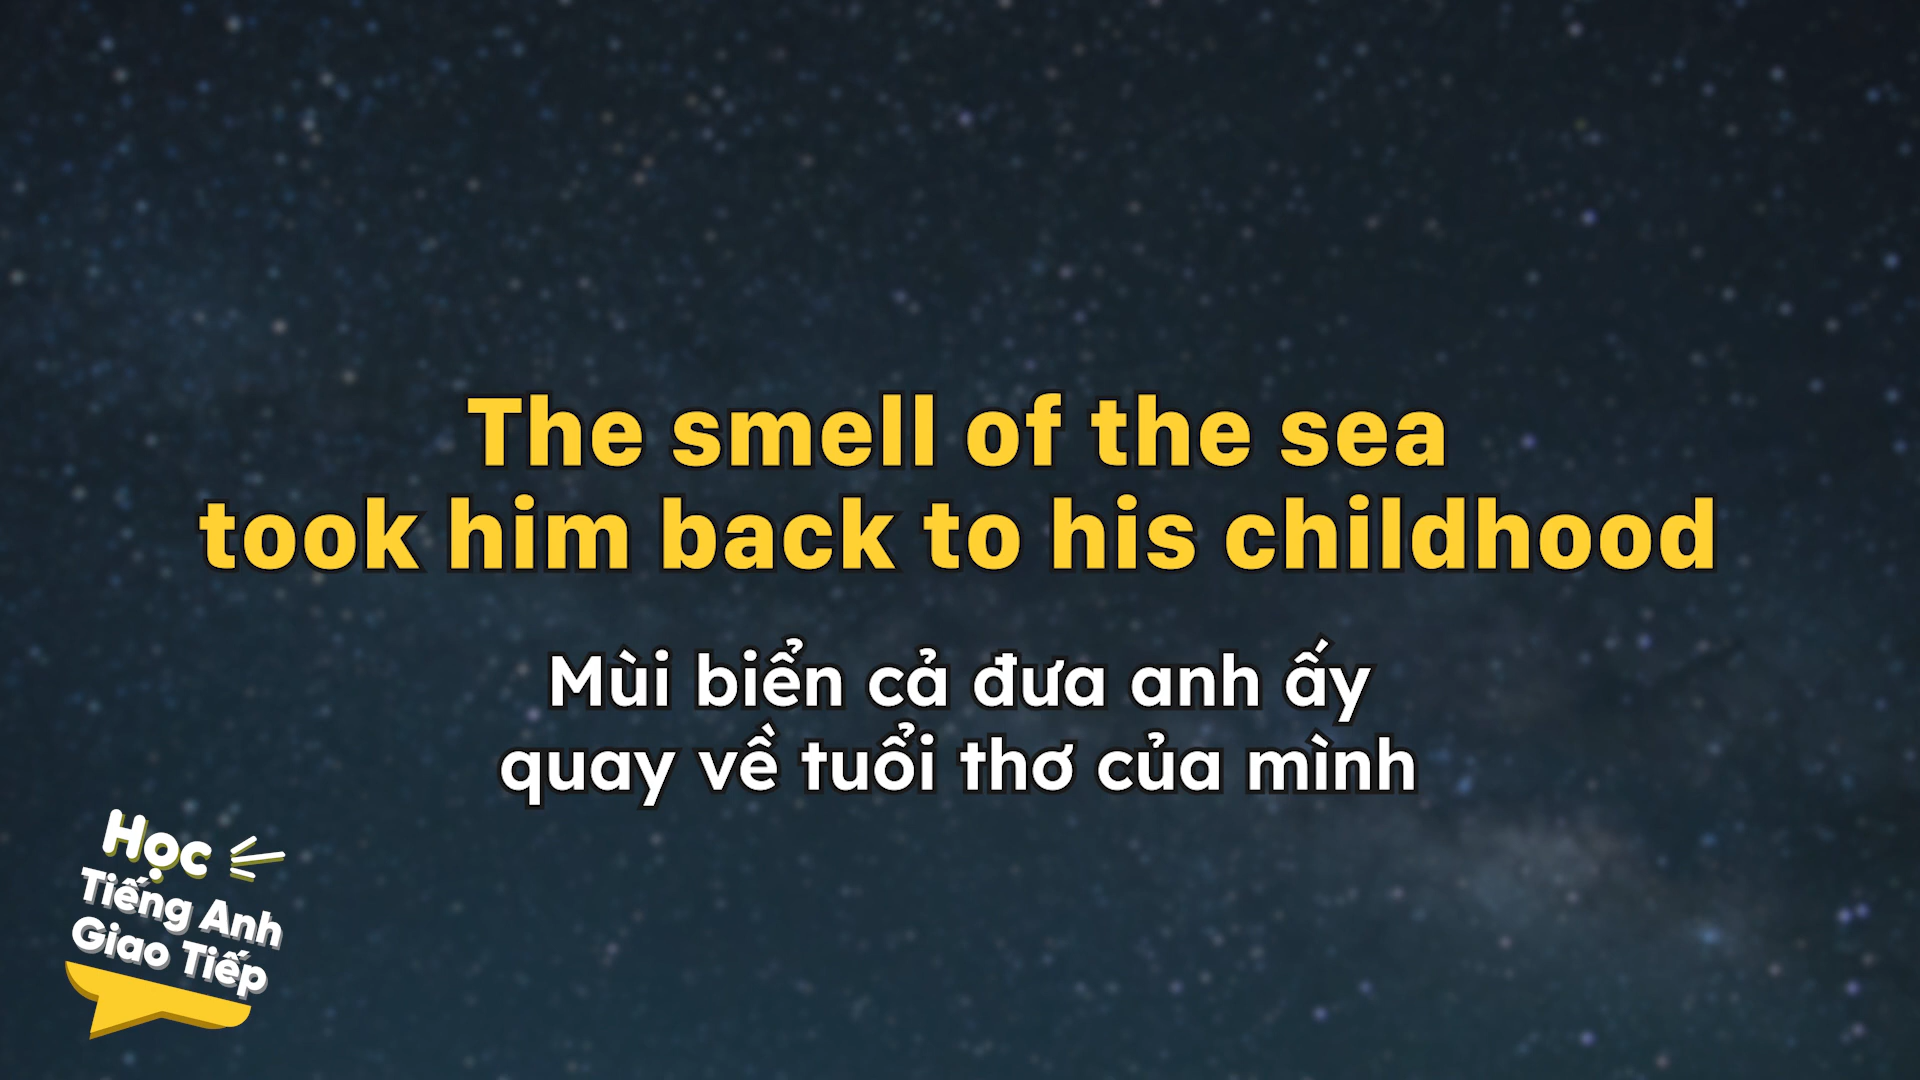 The smell of the sea
took him back to his childhood
Mùi biển cả đưa anh ấy
quay về tuổi thơ của mình
Học
Tiếng Anh
Giao Tiếp